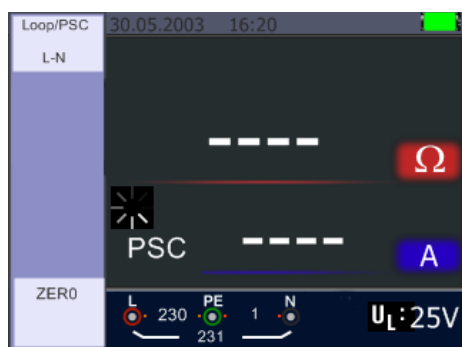 Loop/PSC 30.05.2003 16:20
L-N
---- Ω
PSC ---- A
ZER0
L PE N
230 1
231
UL:25V